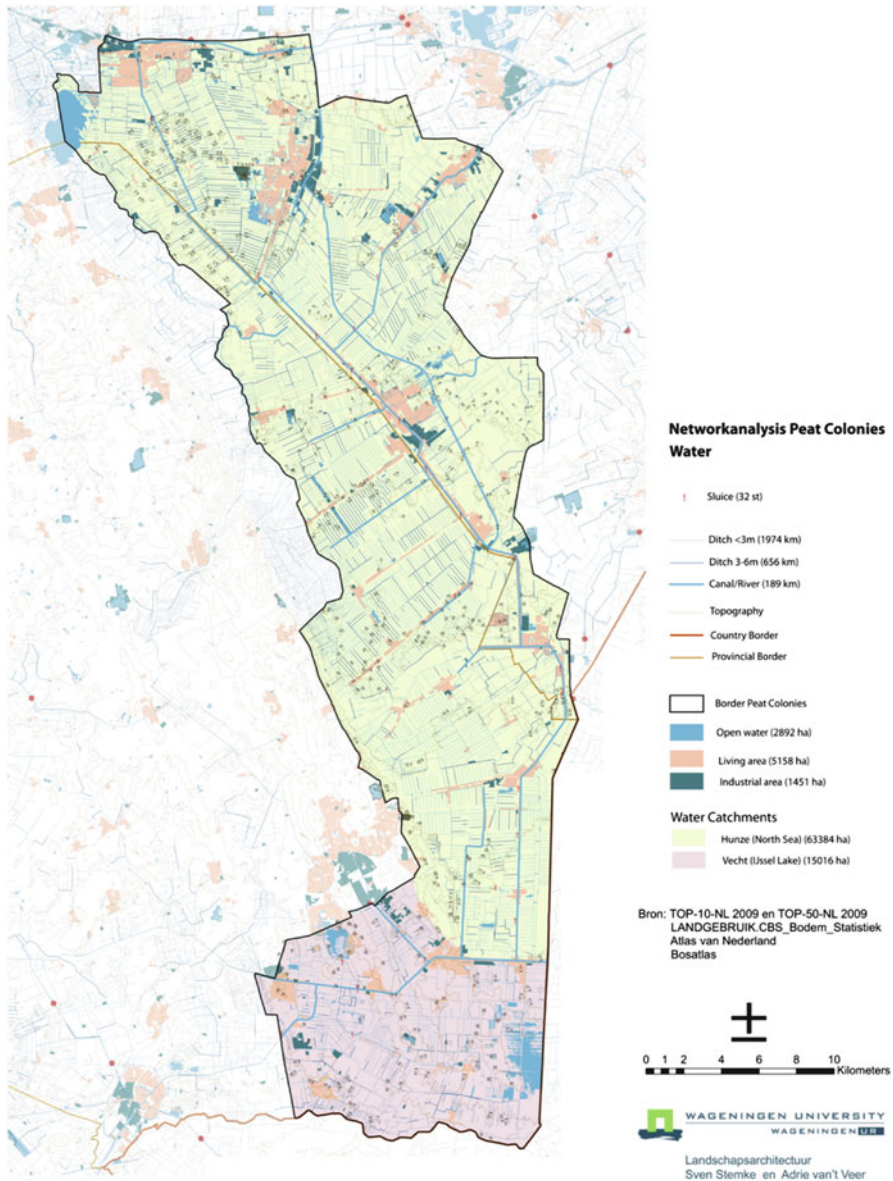 Networkanalysis Peat Colonies
Water
Sluice (32 st)
Ditch <3m (1974 km)
Ditch 3-6m (656 km)
Canal/River (189 km)
Topography
Country Border
Provincial Border
Border Peat Colonies
Open water (2892 ha)
Living area (5158 ha)
Industrial area (1451 ha)
Water Catchments
Hunze (North Sea) (63384 ha)
Vecht (IJssel Lake) (15016 ha)
Bron: TOP-10-NL 2009 en TOP-50-NL 2009
LANDGEBRUIK.CBS_Bodem_Statistiek
Atlas van Nederland
Bosatlas
0 1 2 4 6 8 10
Kilometers
WAGENINGEN UNIVERSITY
WAGENINGEN UR
Landschapsarchitectuur
Sven Stemke en Adrie van't Veer